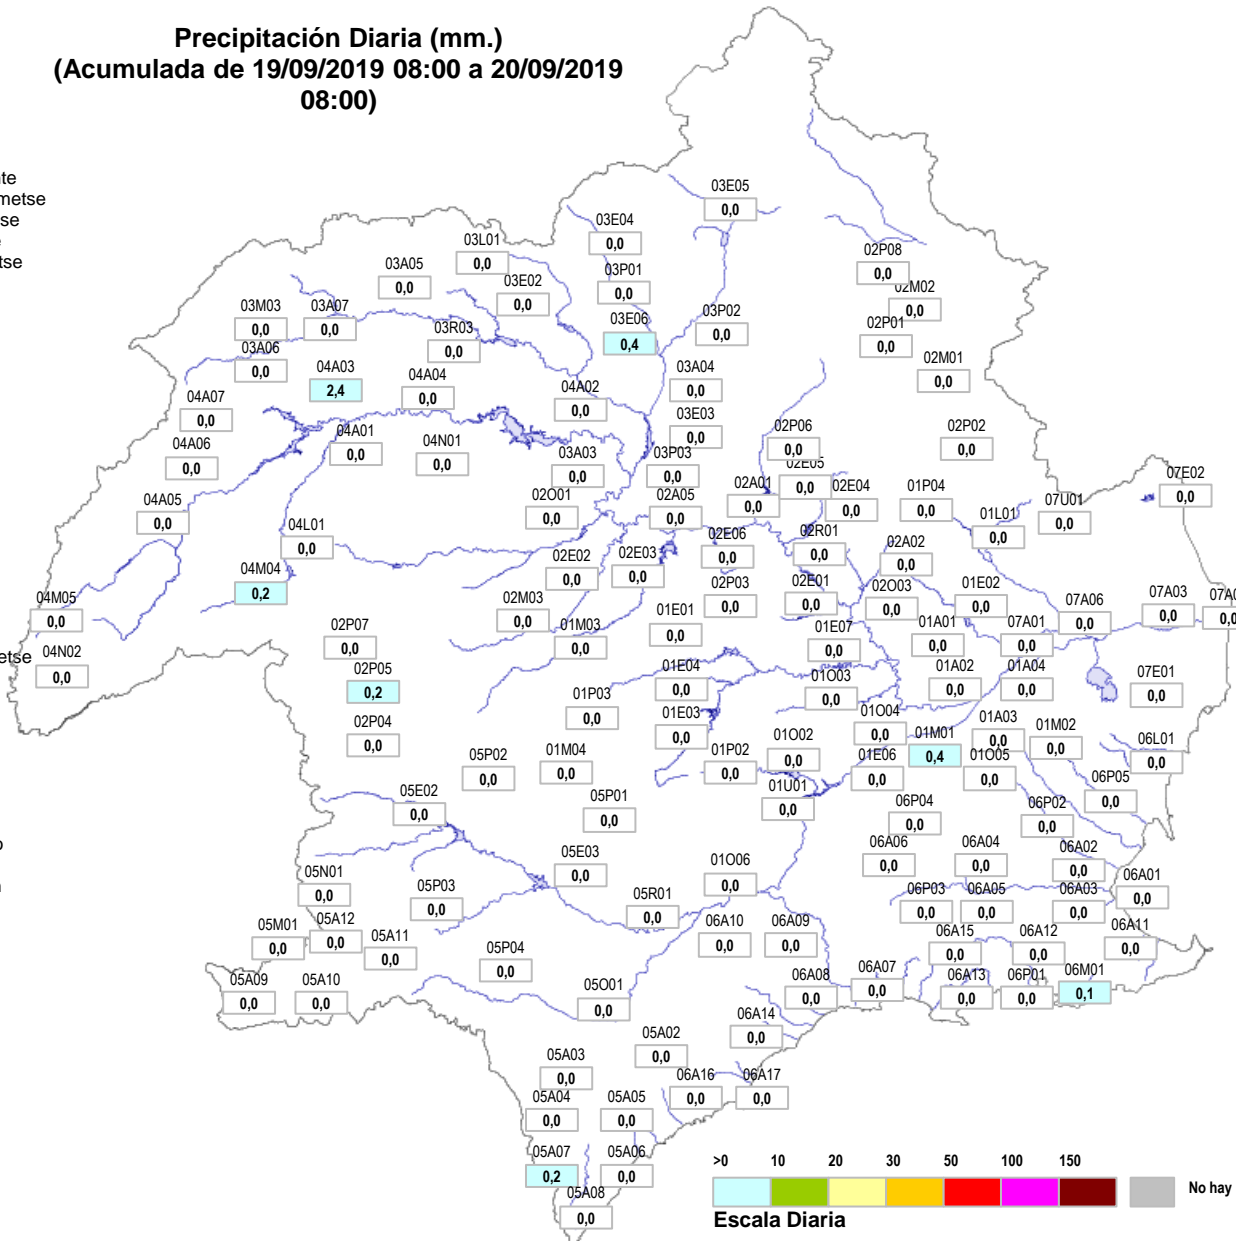 Precipitación Diaria (mm.)
(Acumulada de 19/09/2019 08:00 a 20/09/2019
08:00)
03E05
0,0
03E04
0,0
03L01
0,0
02P08
0,0
03A05
0,0
03P01
0,0
03E02
0,0
02M02
0,0
03M03
0,0
03A07
0,0
03E06
0,4
03P02
0,0
03R03
0,0
02P01
0,0
03A06
0,0
04A03
2,4
04A04
0,0
03A04
0,0
02M01
0,0
04A07
0,0
04A02
0,0
03E03
0,0
04A01
0,0
04N01
0,0
02P06
0,0
02P02
0,0
04A06
0,0
03A03
0,0
03P03
0,0
02E05
0,0
07E02
0,0
04A05
0,0
02O01
0,0
02A05
0,0
02A01
0,0
02E04
0,0
01P04
0,0
07U01
0,0
01L01
0,0
04L01
0,0
02E06
0,0
02R01
0,0
02A02
0,0
04M04
0,2
02E02
0,0
02E03
0,0
02P03
0,0
02E01
0,0
02O03
0,0
01E02
0,0
07A03
0,0
07A0
0,0
04M05
0,0
02M03
0,0
01E01
0,0
07A06
0,0
02P07
0,0
01M03
0,0
01E07
0,0
01A01
0,0
07A01
0,0
etse
04N02
0,0
02P05
0,2
01E04
0,0
01O03
0,0
01A02
0,0
01A04
0,0
07E01
0,0
01P03
0,0
02P04
0,0
01E03
0,0
01O04
0,0
01M01
0,4
01A03
0,0
01M02
0,0
05P02
0,0
01M04
0,0
01P02
0,0
01O02
0,0
01E06
0,0
01O05
0,0
06L01
0,0
05E02
0,0
05P01
0,0
01U01
0,0
06P04
0,0
06P02
0,0
06P05
0,0
05E03
0,0
01O06
0,0
06A06
0,0
06A04
0,0
06A02
0,0
05N01
0,0
05P03
0,0
05R01
0,0
06P03
0,0
06A05
0,0
06A03
0,0
06A01
0,0
05M01
0,0
05A12
0,0
05A11
0,0
06A10
0,0
06A09
0,0
06A15
0,0
06A12
0,0
06A11
0,0
05P04
0,0
05A09
0,0
05A10
0,0
05O01
0,0
06A08
0,0
06A07
0,0
06A13
0,0
06P01
0,0
06M01
0,1
05A02
0,0
06A14
0,0
05A03
0,0
06A16
0,0
06A17
0,0
05A04
0,0
05A05
0,0
05A07
0,2
05A06
0,0
05A08
0,0
>0 10 20 30 50 100 150
No hay
Escala Diaria